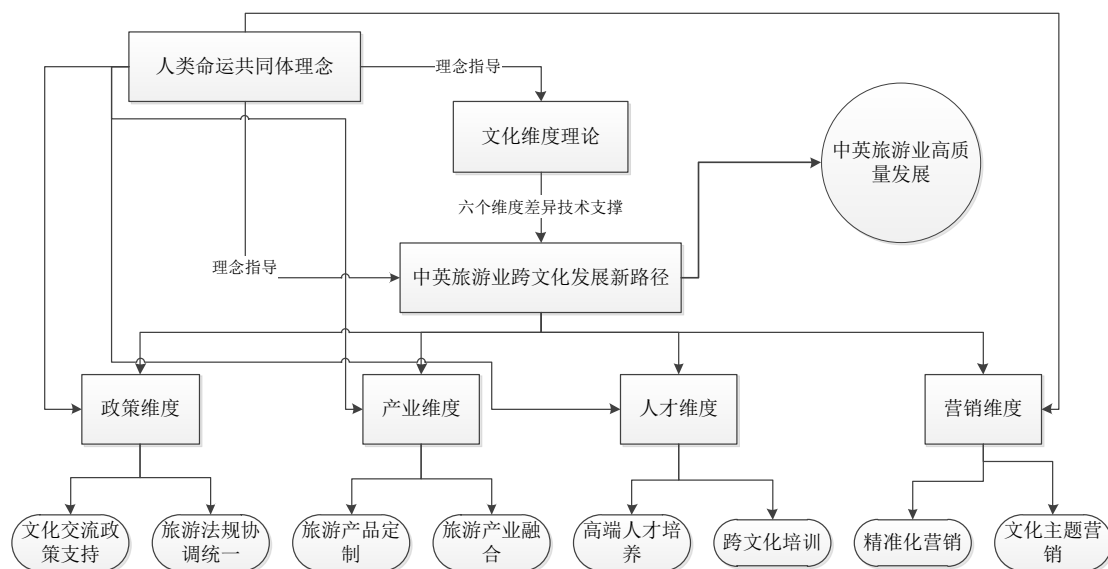 人类命运共同体理念
理念指导
文化维度理论
中英旅游业高质
量发展
六个维度差异技术支撑
理念指导
中英旅游业跨文化发展新路径
政策维度
产业维度
人才维度
营销维度
文化交流政
策支持
旅游法规协
调统一
旅游产品定
制
旅游产业融
合
高端人才培
养
跨文化培训
精准化营销
文化主题营
销